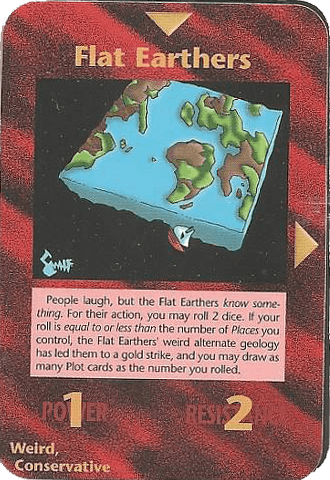 Flat Earthers
People laugh, but the Flat Earthers know some-
thing. For their action, you may roll 2 dice. If your
roll is equal to or less than the number of Places you
control, the Flat Earthers' weird alternate geology
has led them to a gold strike, and you may draw as
many Plot cards as the number you rolled.
POWER 1 RESISTANCE 2
Weird,
Conservative